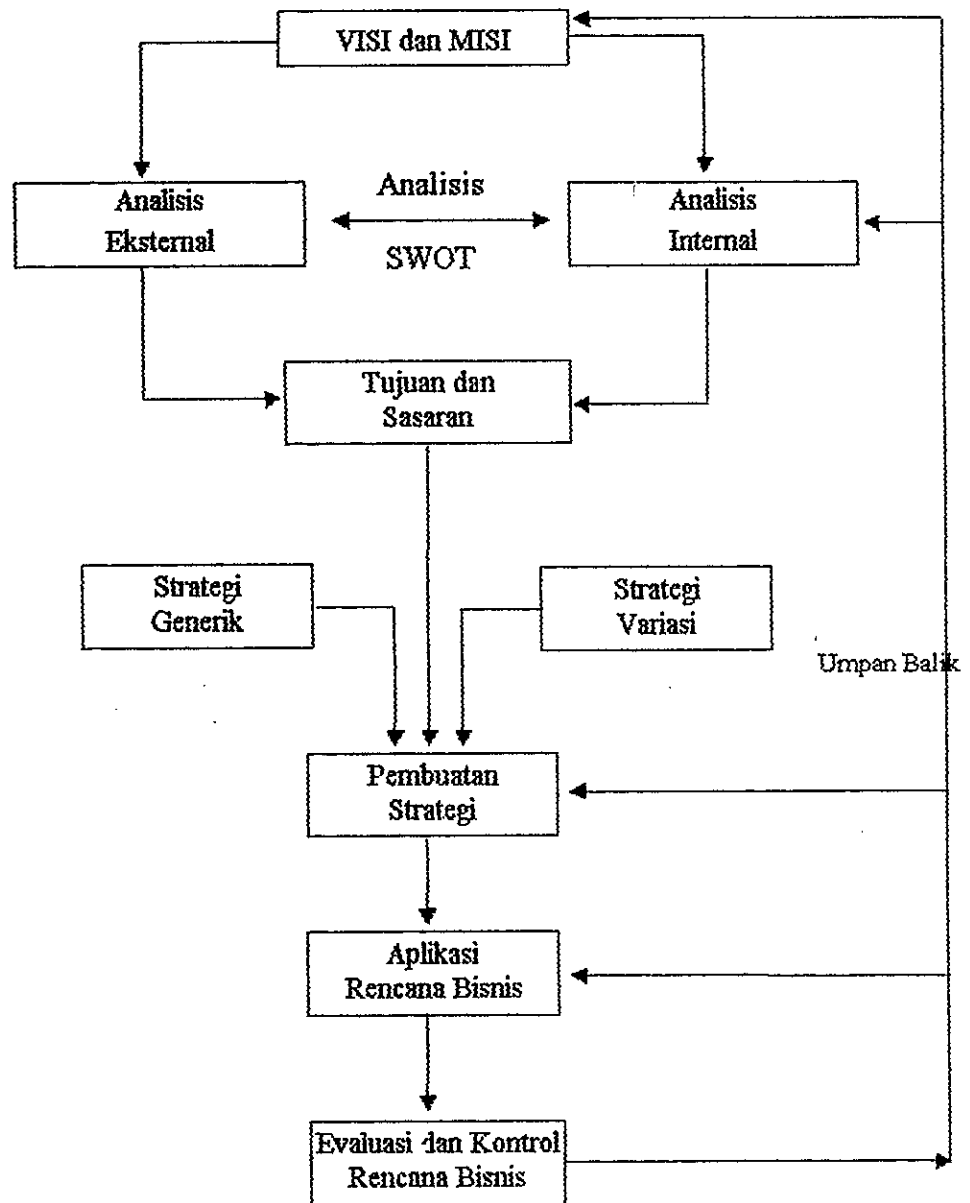 VISI dan MISI
Analisis
Eksternal
Analisis
SWOT
Analisis
Internal
Tujuan dan
Sasaran
Strategi
Generik
Strategi
Variasi
Umpan Balik
Pembuatan
Strategi
Aplikasi
Rencana Bisnis
Evaluasi dan Kontrol
Rencana Bisnis